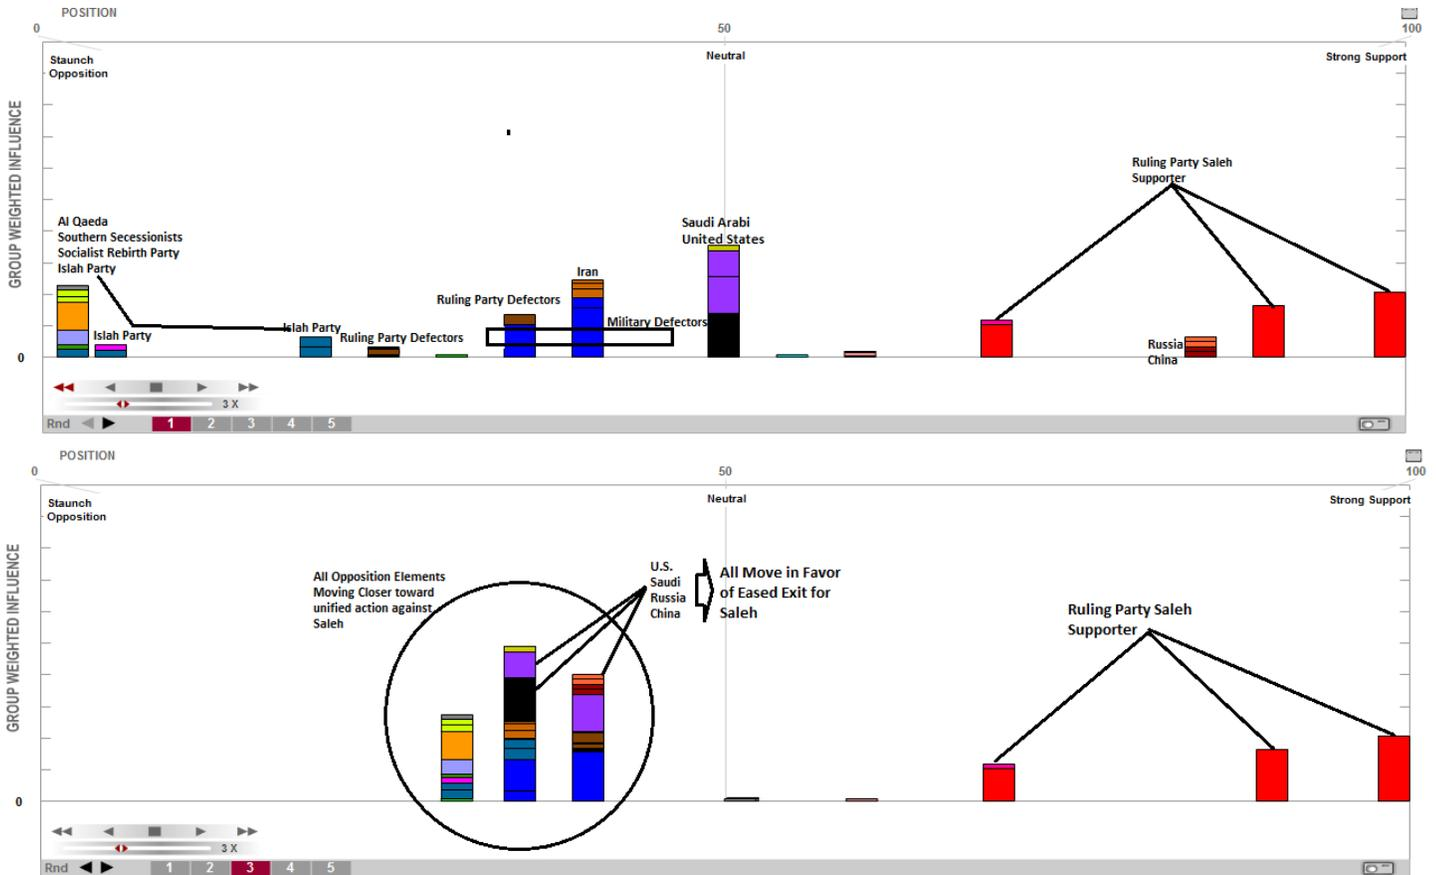 POSITION
0
50
100
Staunch
Opposition
Neutral
Strong Support
GROUP WEIGHTED INFLUENCE
Ruling Party Saleh
Supporter
Al Qaeda
Southern Secessionists
Socialist Rebirth Party
Islah Party
Saudi Arabi
United States
Iran
Ruling Party Defectors
Military Defectors
Islah Party
Islah Party
Ruling Party Defectors
Russia
China
0
3 X
Rnd
1
2
3
4
5
POSITION
0
50
100
Staunch
Opposition
Neutral
Strong Support
GROUP WEIGHTED INFLUENCE
All Opposition Elements
Moving Closer toward
unified action against
Saleh
U.S.
Saudi
Russia
China
All Move in Favor
of Eased Exit for
Saleh
Ruling Party Saleh
Supporter
0
3 X
Rnd
1
2
3
4
5